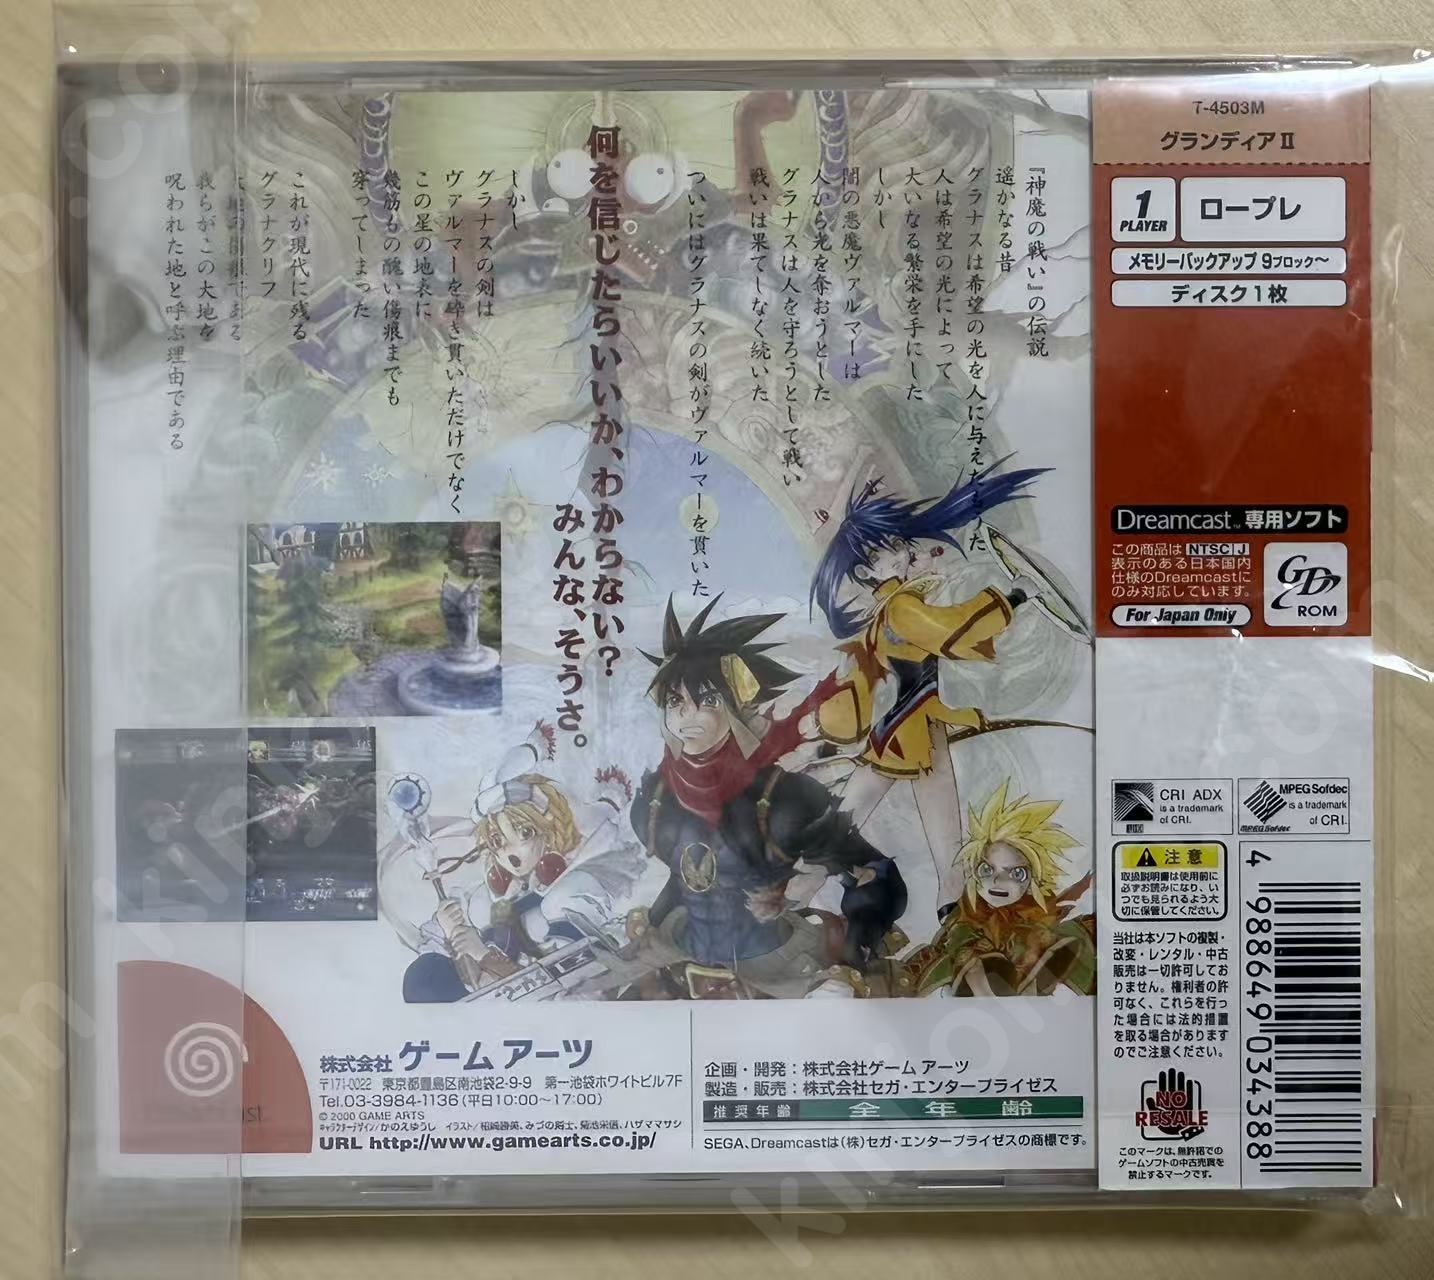 『神魔の戦い』の伝説
遥かなる昔
グラナスは希望の光を人に与えた
人は希望の光によって
大いなる繁栄を手にした
しかし
闇の悪魔ヴァルマーは
人から光を奪おうとした
グラナスは人を守ろうとして戦い
戦いは果てしなく続いた
ついにはグラナスの剣がヴァルマーを貫いた
何を信じたらいいか、わからない?
みんな、そうさ。
しかし
グラナスの剣は
ヴァルマーを砕き貫いただけでなく
この星の地表に
幾筋もの醜い傷痕までも
穿ってしまった
これが現代に残る
グラナクリフ
我らがこの大地を
呪われた地と呼ぶ理由である
T-4503M
グランディアⅡ
1 PLAYER
ロープレ
メモリーバックアップ 9ブロック〜
ディスク1枚
Dreamcast™専用ソフト
この商品は NTSC J
表示のある日本国内
仕様のDreamcastに
のみ対応しています。
For Japan Only
GD ROM
CRI ADX
is a trademark
of CRI.
MPEG Sofdec
is a trademark
of CRI.
MPEG Sofdec
注意
取扱説明書は使用前に
必ずお読みになり、い
つでも見られるよう大
切に保管してください。
当社は本ソフトの複製・
改変・レンタル・中古
販売は一切許可してお
りません。権利者の許
可なく、これらを行っ
た場合には法的措置
を取る場合があります
のでご注意ください。
NO
RESALE
このマークは、無許諾での
ゲームソフトの中古売買を
禁止するマークです。
4 988649 034388
株式会社 ゲームアーツ
〒171-0022 東京都豊島区南池袋2-9-9 第一池袋ホワイトビル7F
Tel.03-3984-1136(平日10:00〜17:00)
© 2000 GAME ARTS
URL http://www.gamearts.co.jp/
企画・開発:株式会社ゲームアーツ
製造・販売:株式会社セガ・エンタープライゼス
推奨年齢 全年齢
SEGA、Dreamcastは(株)セガ・エンタープライゼスの商標です。